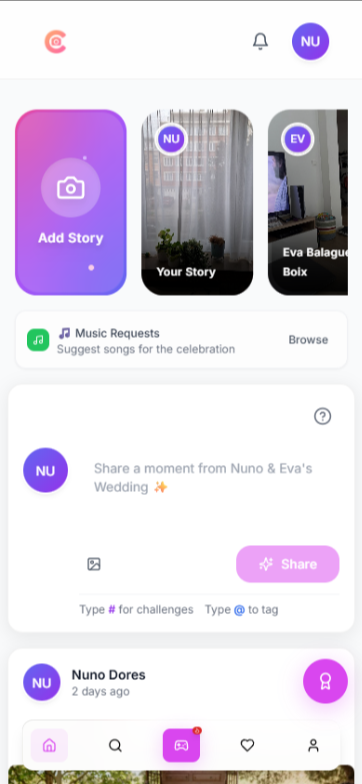 NU
NU
EV
Add Story
Your Story
Eva Balague
Boix
🎵 Music Requests
Suggest songs for the celebration
Browse
NU
Share a moment from Nuno & Eva's
Wedding ✨
Share
Type # for challenges Type @ to tag
NU
Nuno Dores
2 days ago